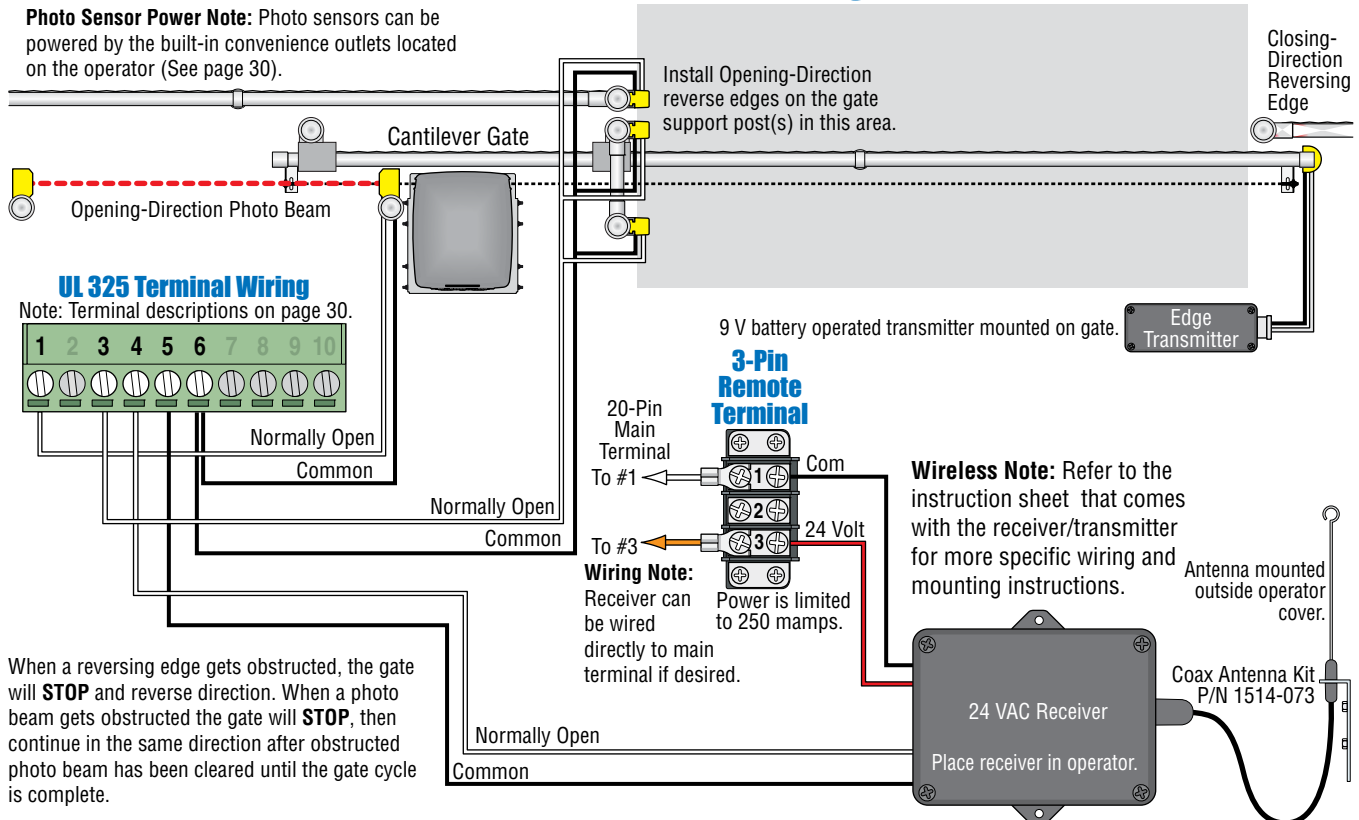 Photo Sensor Power Note: Photo sensors can be
powered by the built-in convenience outlets located
on the operator (See page 30).
Install Opening-Direction
reverse edges on the gate
support post(s) in this area.
Closing-
Direction
Reversing
Edge
Cantilever Gate
Opening-Direction Photo Beam
UL 325 Terminal Wiring
Note: Terminal descriptions on page 30.
1 2 3 4 5 6 7 8 9 10
Normally Open
Common
Normally Open
Common
9 V battery operated transmitter mounted on gate.
Edge
Transmitter
3-Pin
Remote
Terminal
20-Pin
Main
Terminal
To #1
1
Com
2
To #3
3
24 Volt
Wiring Note:
Receiver can
be wired
directly to main
terminal if desired.
Power is limited
to 250 mamps.
Wireless Note: Refer to the
instruction sheet that comes
with the receiver/transmitter
for more specific wiring and
mounting instructions.
Antenna mounted
outside operator
cover.
Coax Antenna Kit
P/N 1514-073
24 VAC Receiver
Place receiver in operator.
Normally Open
Common
When a reversing edge gets obstructed, the gate
will STOP and reverse direction. When a photo
beam gets obstructed the gate will STOP, then
continue in the same direction after obstructed
photo beam has been cleared until the gate cycle
is complete.